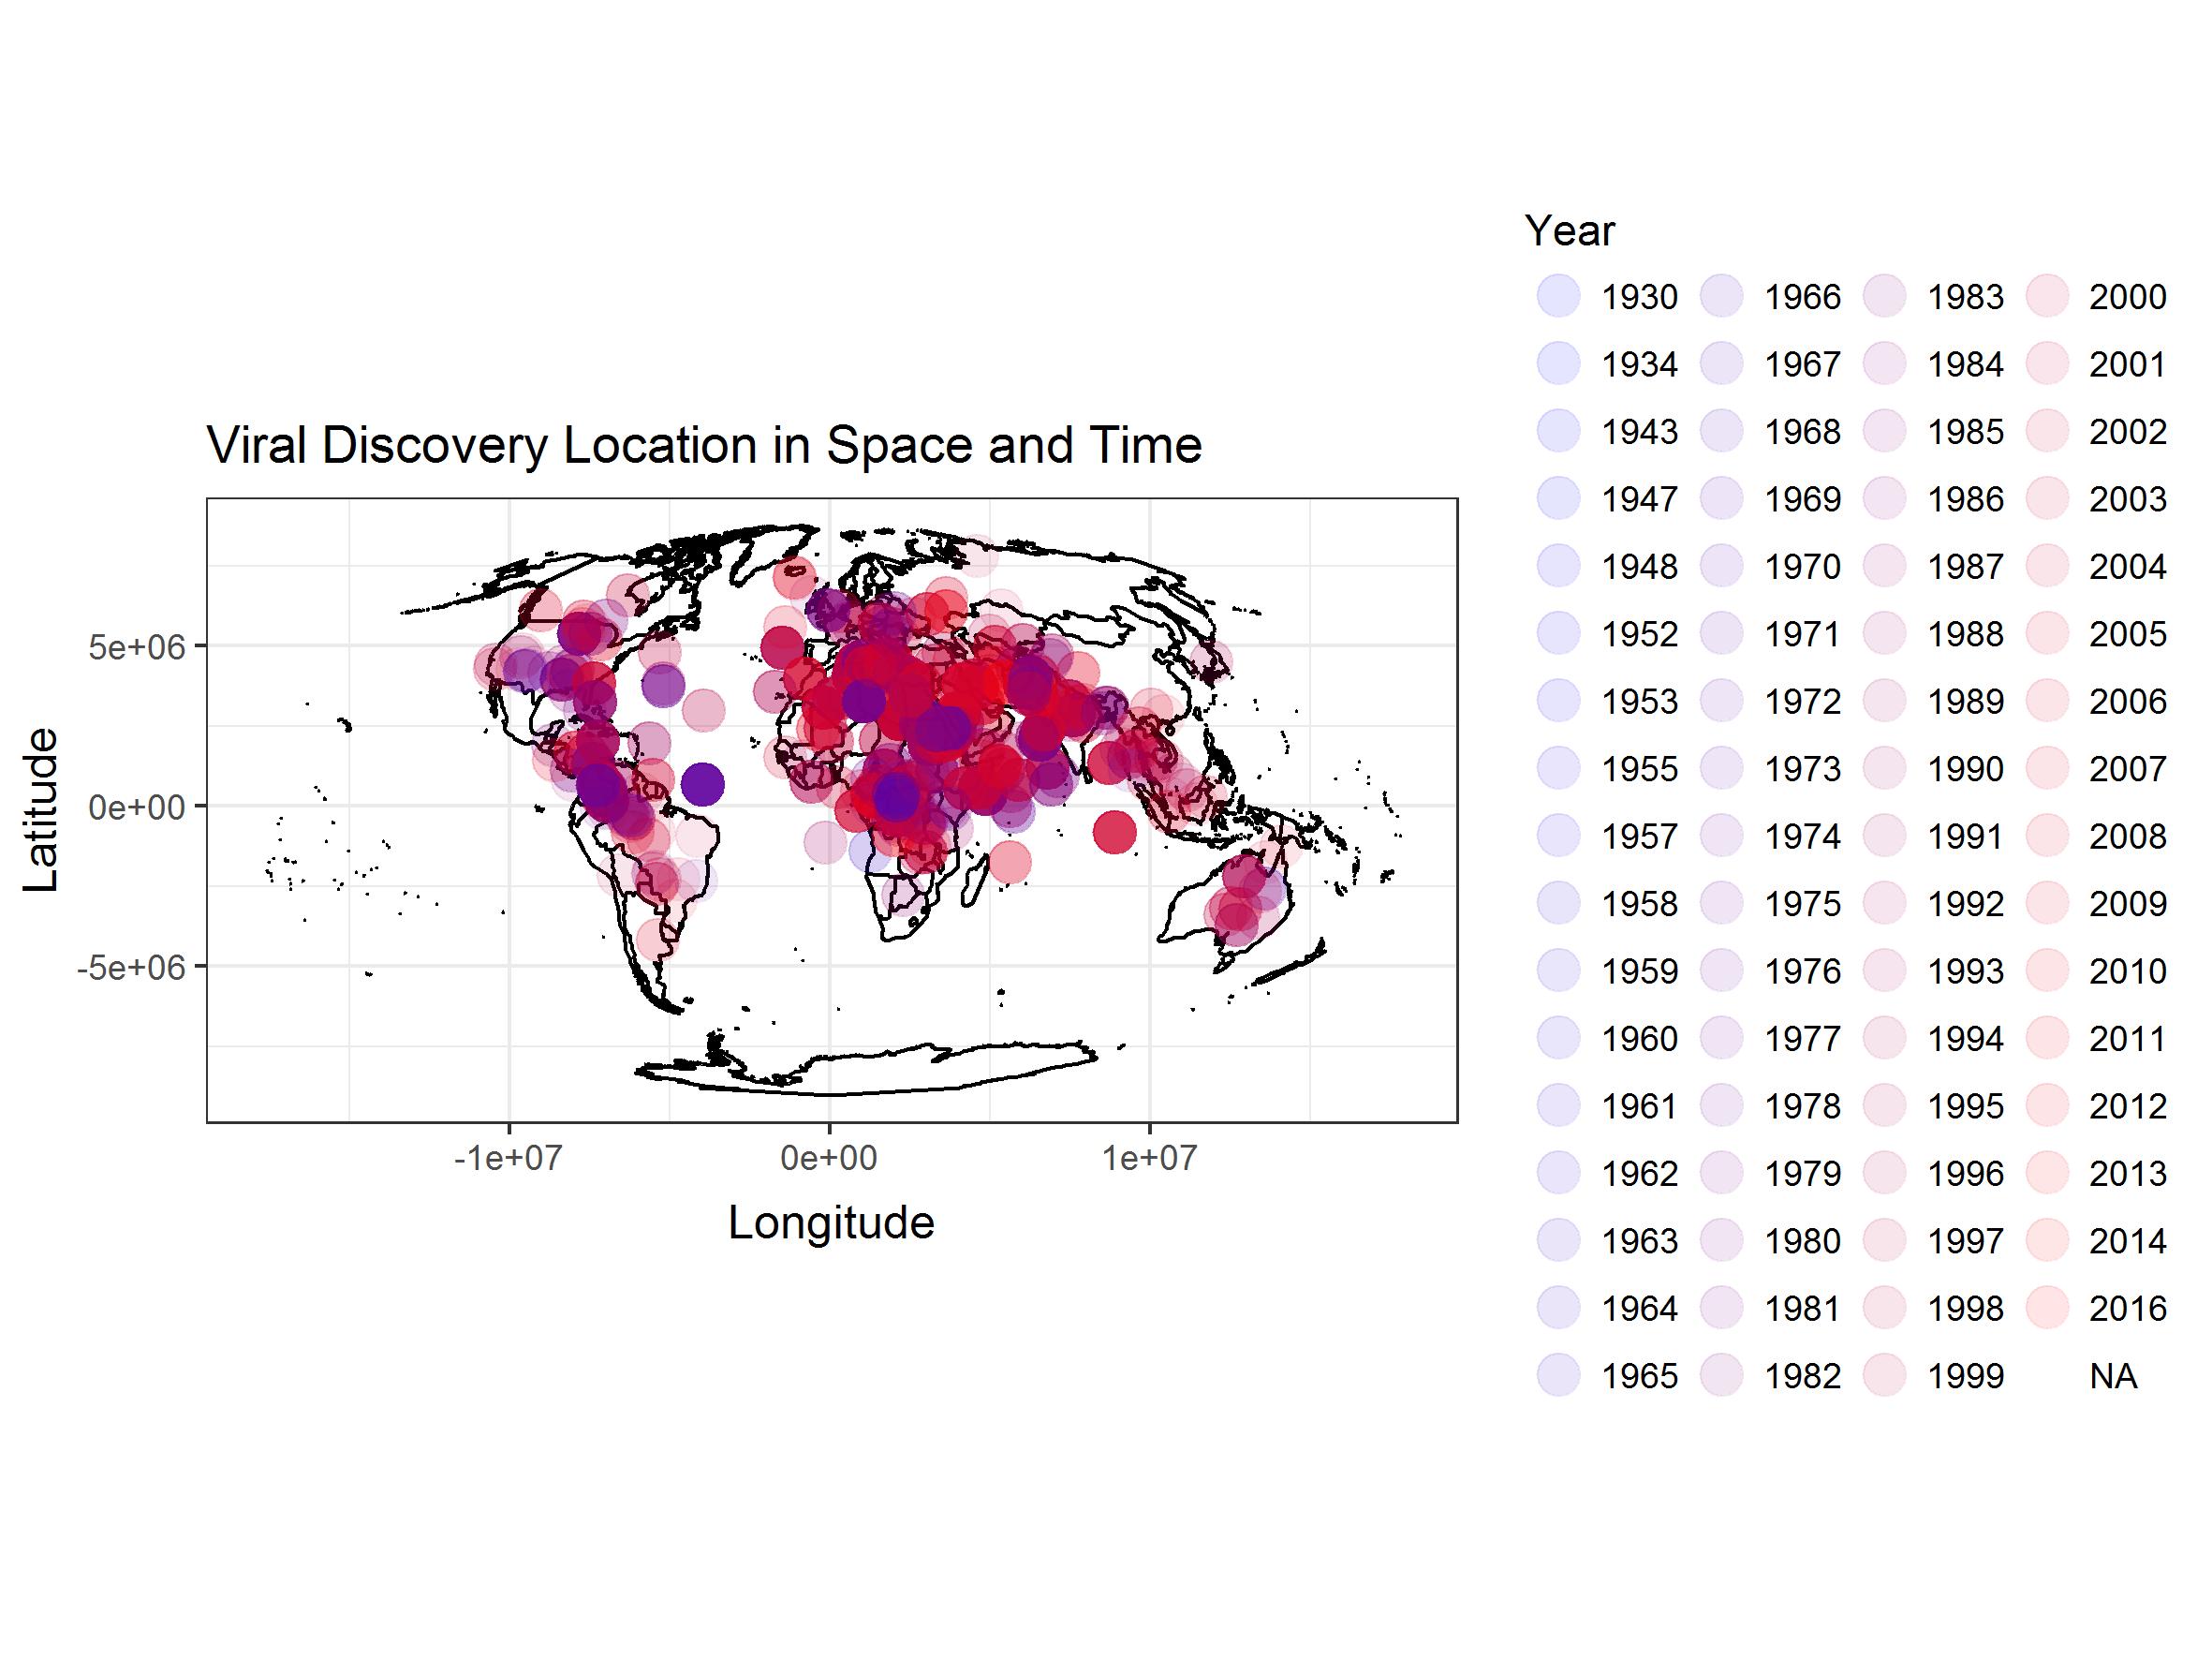 Viral Discovery Location in Space and Time
Latitude
5e+06
0e+00
-5e+06
-1e+07 0e+00 1e+07
Longitude
Year
1930 1966 1983 2000
1934 1967 1984 2001
1943 1968 1985 2002
1947 1969 1986 2003
1948 1970 1987 2004
1952 1971 1988 2005
1953 1972 1989 2006
1955 1973 1990 2007
1957 1974 1991 2008
1958 1975 1992 2009
1959 1976 1993 2010
1960 1977 1994 2011
1961 1978 1995 2012
1962 1979 1996 2013
1963 1980 1997 2014
1964 1981 1998 2016
1965 1982 1999 NA